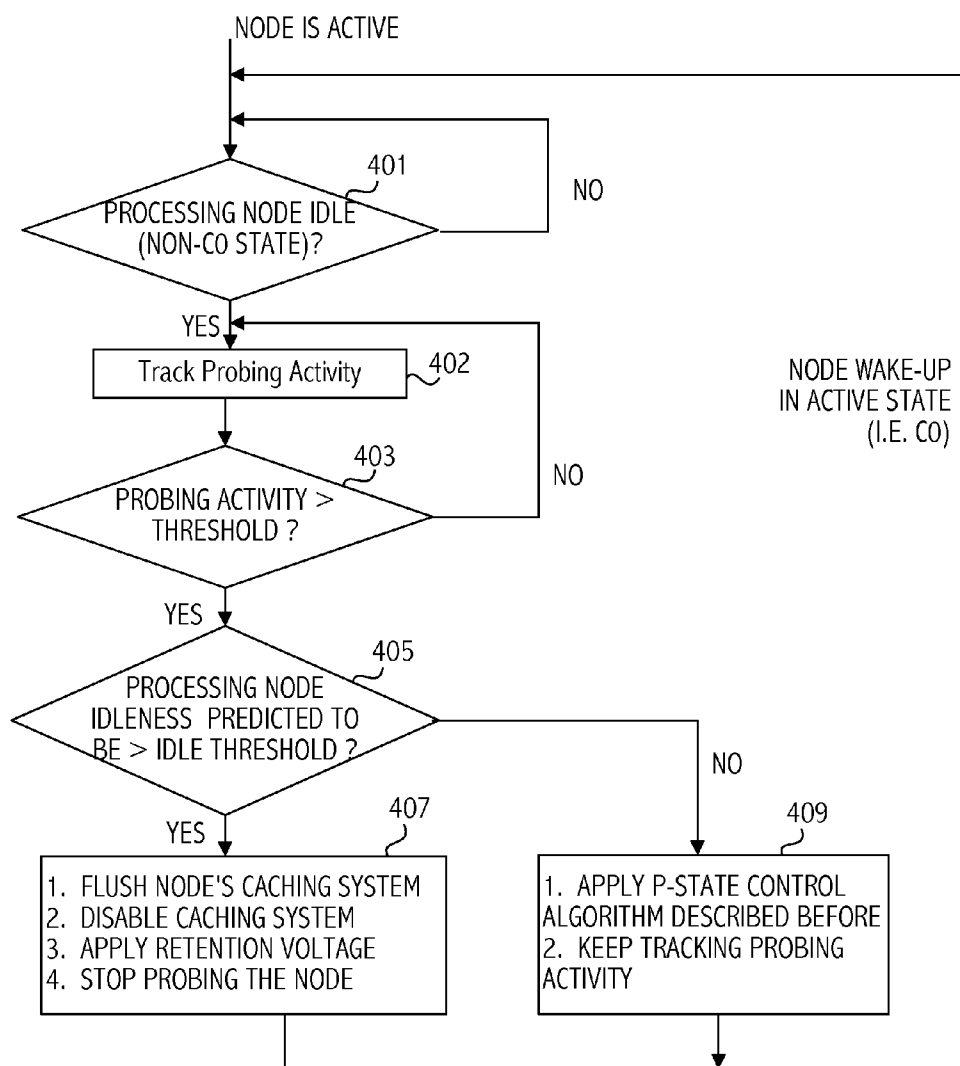 NODE IS ACTIVE
401
PROCESSING NODE IDLE
(NON-C0 STATE)?
NO
YES
Track Probing Activity
402
NODE WAKE-UP
IN ACTIVE STATE
(I.E. C0)
403
PROBING ACTIVITY >
THRESHOLD ?
NO
YES
405
PROCESSING NODE
IDLENESS PREDICTED TO
BE > IDLE THRESHOLD ?
NO
YES
407
1. FLUSH NODE'S CACHING SYSTEM
2. DISABLE CACHING SYSTEM
3. APPLY RETENTION VOLTAGE
4. STOP PROBING THE NODE
409
1. APPLY P-STATE CONTROL
ALGORITHM DESCRIBED BEFORE
2. KEEP TRACKING PROBING
ACTIVITY